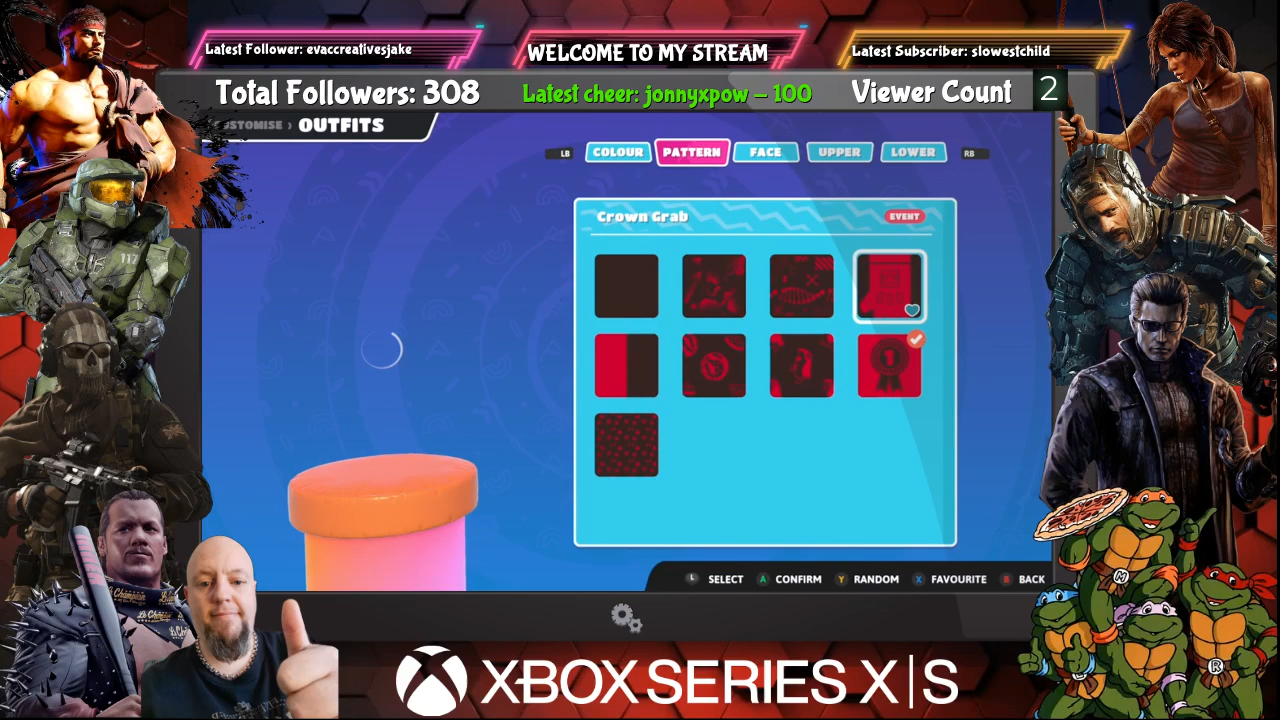 Latest Follower: evaccreativesjake
WELCOME TO MY STREAM
Latest Subscriber: slowestchild
Total Followers: 308
Latest cheer: jonnyxpow – 100
Viewer Count 2
OUTFITS
LB COLOUR PATTERN FACE UPPER LOWER RB
Crown Grab EVENT
117
1
L SELECT A CONFIRM Y RANDOM X FAVOURITE B BACK
XBOX SERIES X|S
M
R